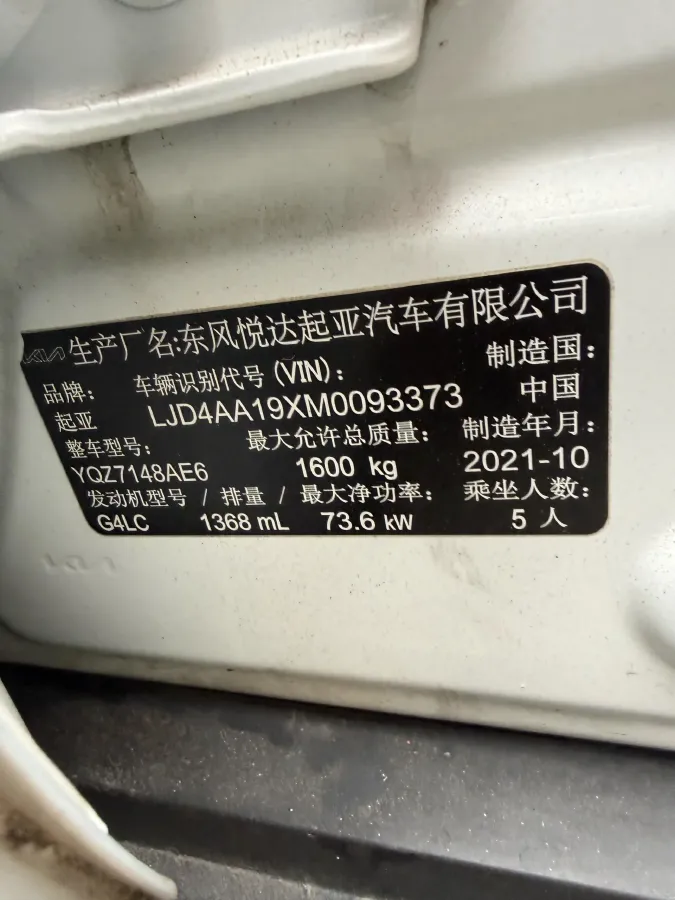 KIA 生产厂名:东风悦达起亚汽车有限公司
品牌: 车辆识别代号 (VIN): 制造国:
起亚 LJD4AA19XM0093373 中国
整车型号: 最大允许总质量: 制造年月:
YQZ7148AE6 1600 kg 2021-10
发动机型号 / 排量 / 最大净功率: 乘坐人数:
G4LC 1368 mL 73.6 kW 5 人
KIA